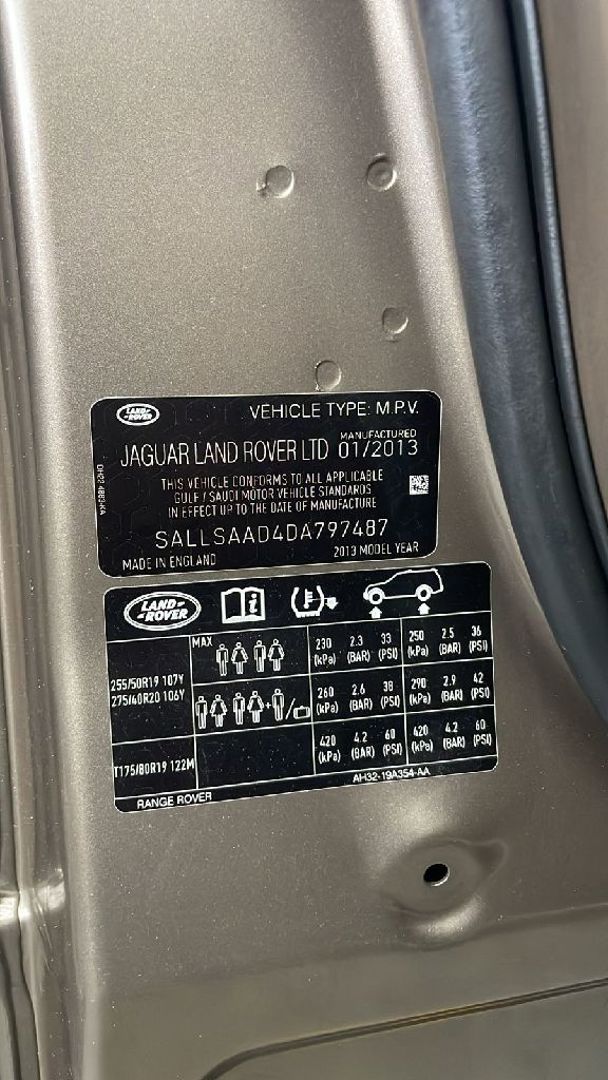 LAND-ROVER
VEHICLE TYPE: M.P.V.
JAGUAR LAND ROVER LTD MANUFACTURED 01/2013
THIS VEHICLE CONFORMS TO ALL APPLICABLE
GULF / SAUDI MOTOR VEHICLE STANDARDS
IN EFFECT UP TO THE DATE OF MANUFACTURE
SALLSAAD4DA797487
MADE IN ENGLAND 2013 MODEL YEAR
LAND-ROVER
MAX 230 (kPa) 2.3 (BAR) 33 (PSI) 250 (kPa) 2.5 (BAR) 36 (PSI)
255/50R19 107Y
275/40R20 106Y
260 (kPa) 2.6 (BAR) 38 (PSI) 290 (kPa) 2.9 (BAR) 42 (PSI)
T175/80R19 122M 420 (kPa) 4.2 (BAR) 60 (PSI) 420 (kPa) 4.2 (BAR) 60 (PSI)
RANGE ROVER AH32-19A354-AA